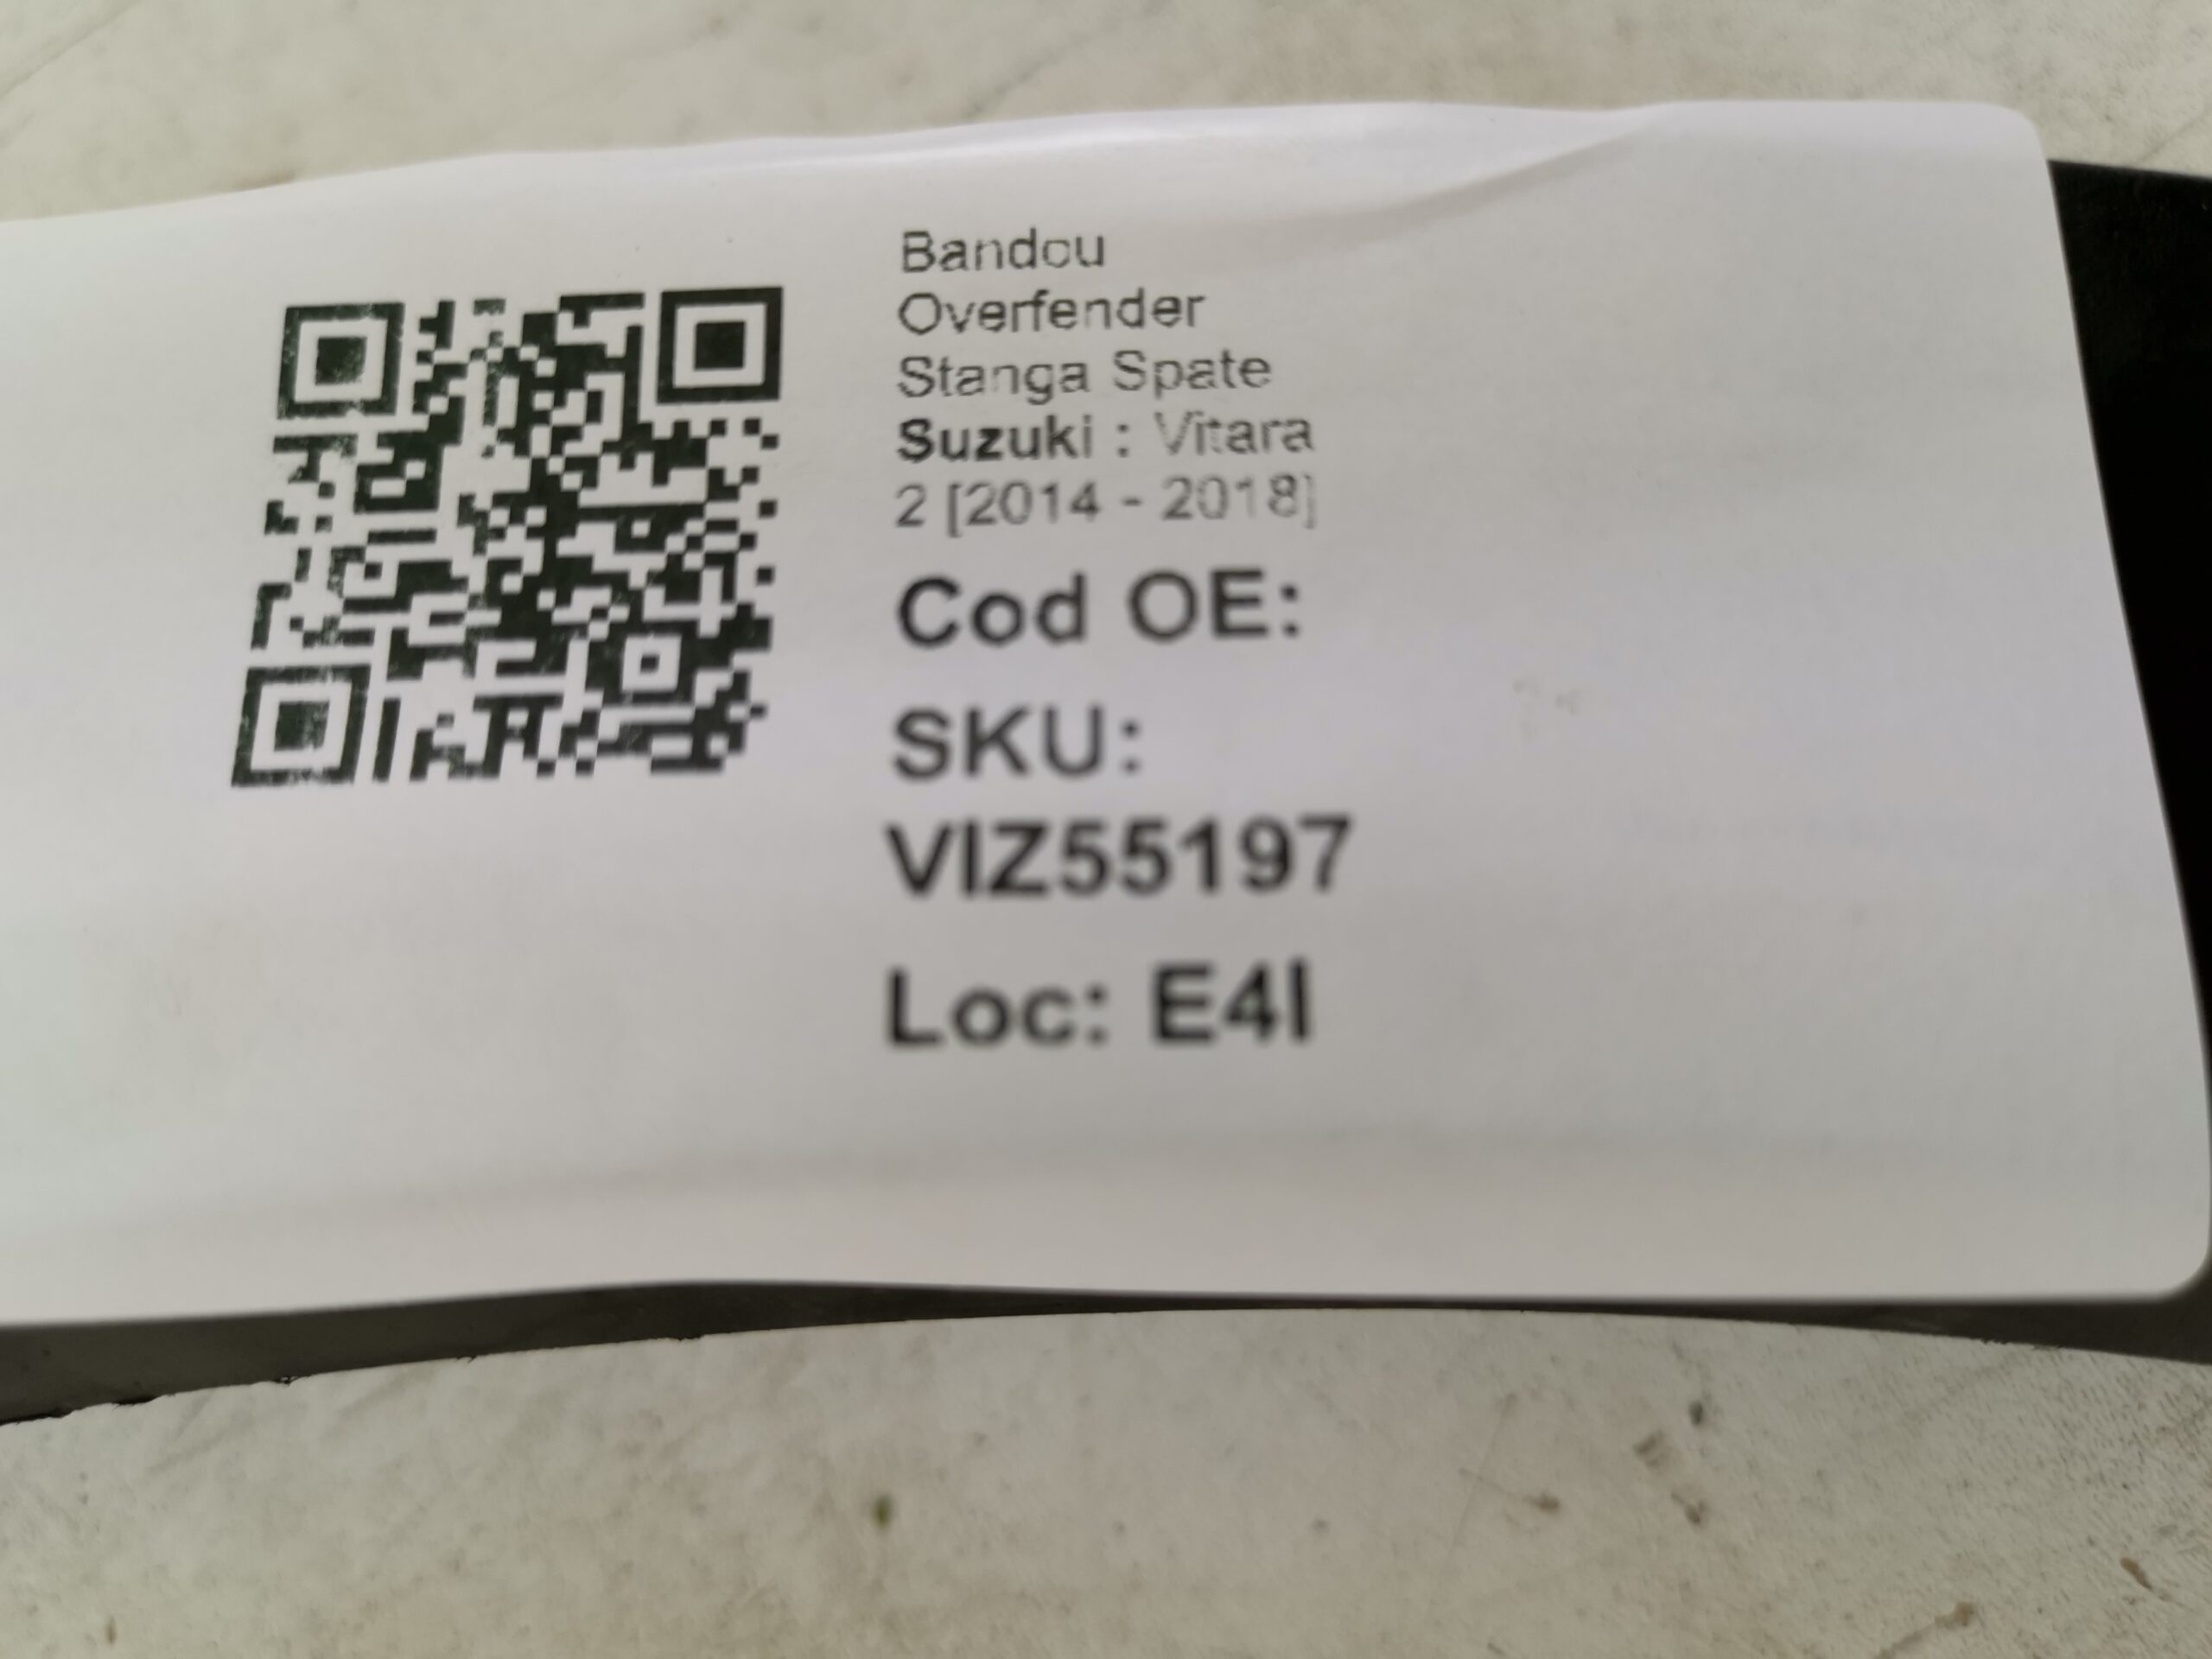 Bandou
Overfender
Stanga Spate
Suzuki : Vitara
2 [2014 - 2018]
Cod OE:
SKU:
VIZ55197
Loc: E4I